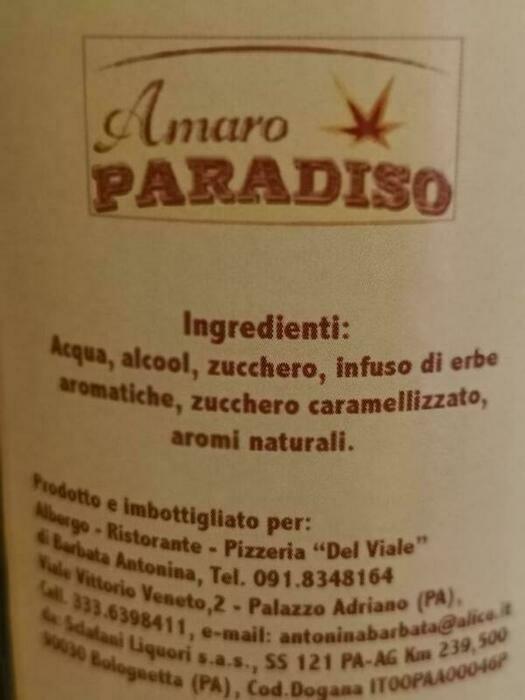 Amaro
PARADISO
Ingredienti:
Acqua, alcool, zucchero, infuso di erbe
aromatiche, zucchero caramellizzato,
aromi naturali.
Prodotto e imbottigliato per:
Albergo - Ristorante - Pizzeria “Del Viale”
di Barbata Antonina, Tel. 091.8348164
Viale Vittorio Veneto,2 - Palazzo Adriano (PA),
Cell. 333.6398411, e-mail: antoninabarbata@alice.it
da: Sclafani Liquori s.a.s., SS 121 PA-AG Km 239,500
90030 Bolognetta (PA), Cod.Dogana IT00PAA00046P